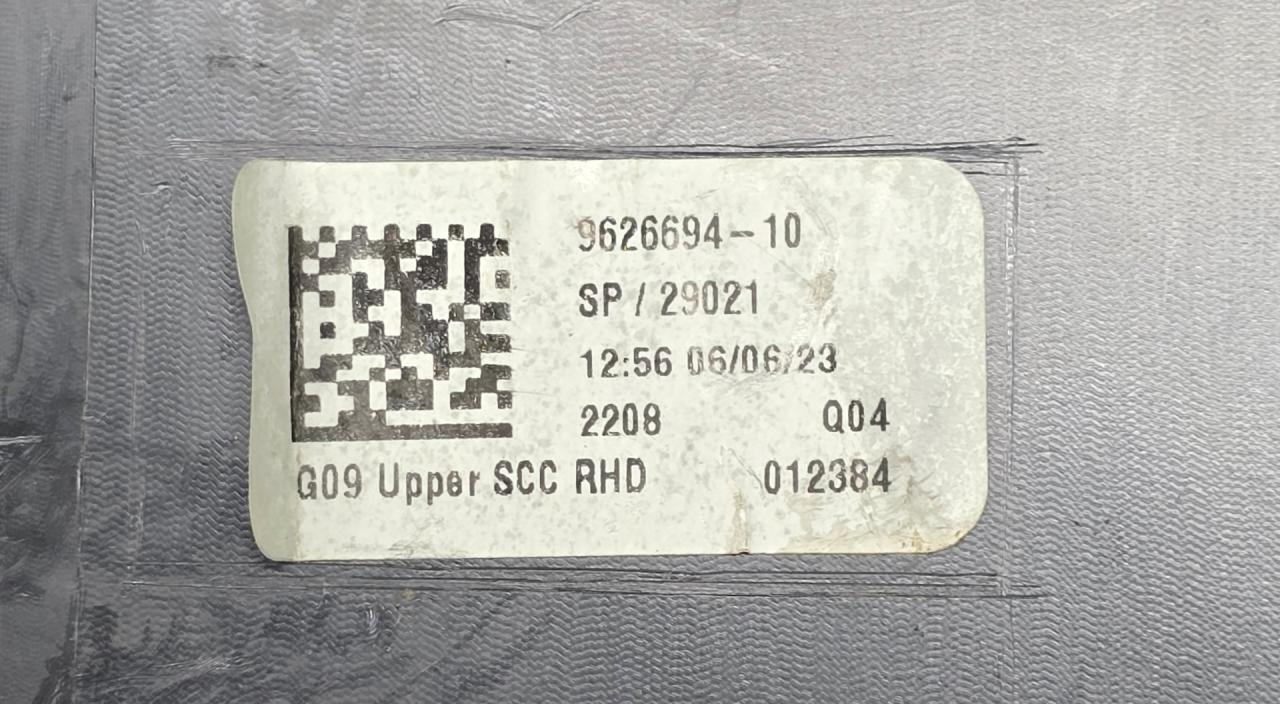 9626694-10
SP / 29021
12:56 06/06/23
2208 Q04
G09 Upper SCC RHD 012384